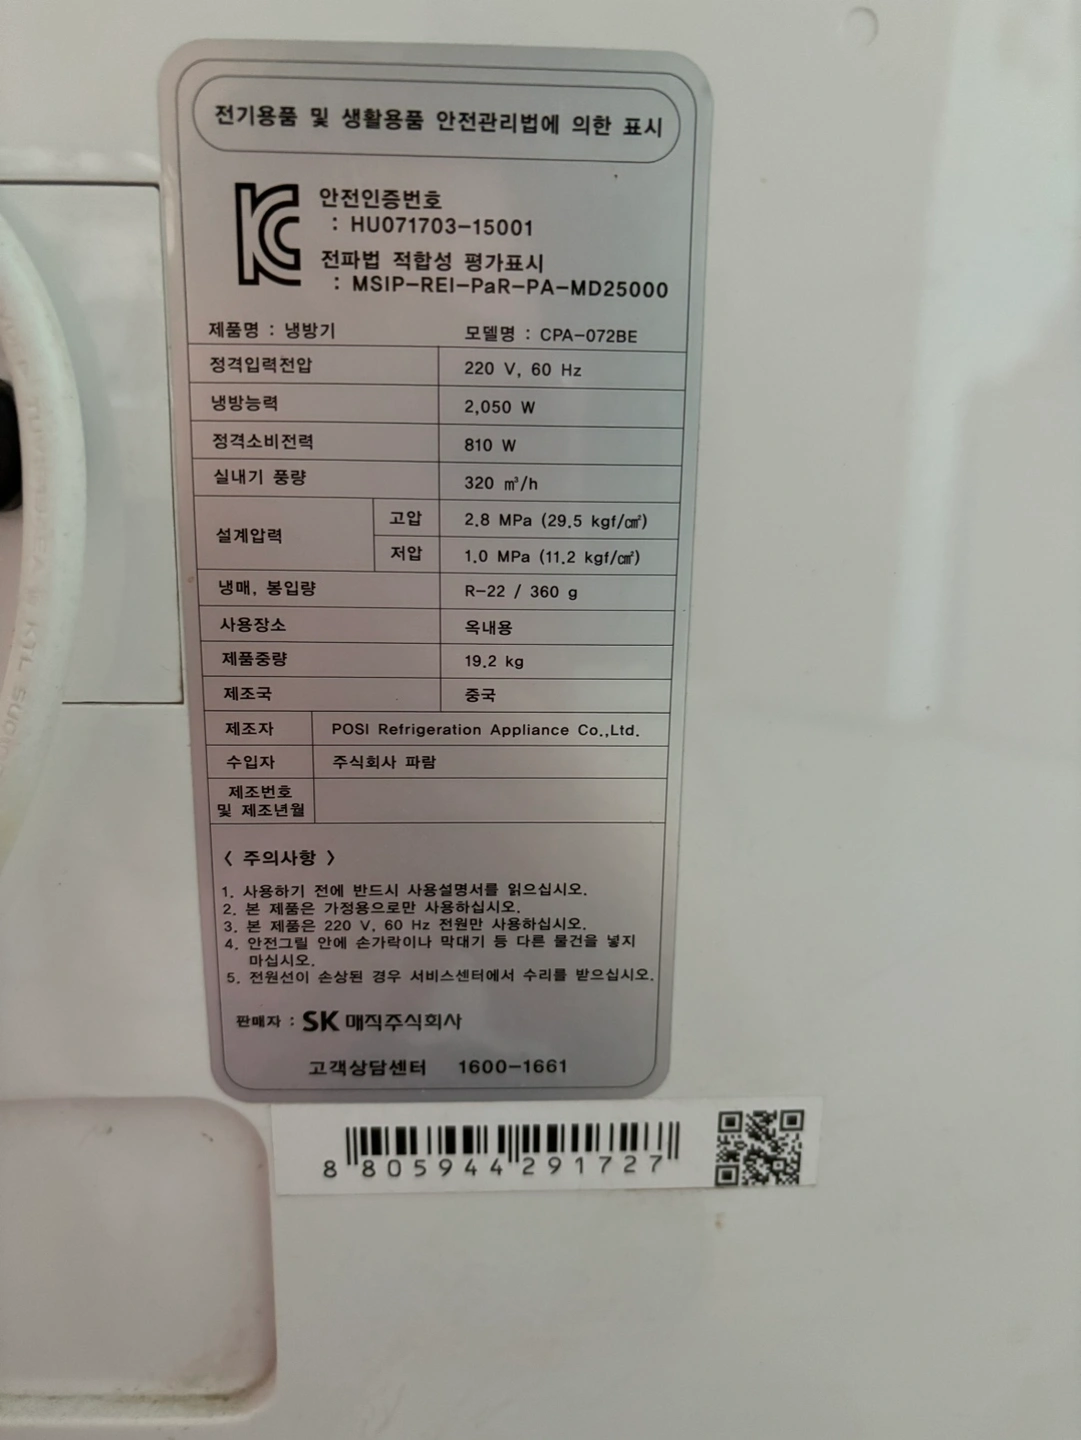 전기용품 및 생활용품 안전관리법에 의한 표시
안전인증번호
: HU071703-15001
전파법 적합성 평가표시
: MSIP-REI-PaR-PA-MD25000
제품명 : 냉방기 모델명 : CPA-072BE
정격입력전압 220 V, 60 Hz
냉방능력 2,050 W
정격소비전력 810 W
실내기 풍량 320 ㎥/h
설계압력 고압 2.8 MPa (29.5 kgf/㎠)
저압 1.0 MPa (11.2 kgf/㎠)
냉매, 봉입량 R-22 / 360 g
사용장소 옥내용
제품중량 19.2 kg
제조국 중국
제조자 POSI Refrigeration Appliance Co.,Ltd.
수입자 주식회사 파람
제조번호
및 제조년월
< 주의사항 >
1. 사용하기 전에 반드시 사용설명서를 읽으십시오.
2. 본 제품은 가정용으로만 사용하십시오.
3. 본 제품은 220 V, 60 Hz 전원만 사용하십시오.
4. 안전그릴 안에 손가락이나 막대기 등 다른 물건을 넣지
마십시오.
5. 전원선이 손상된 경우 서비스센터에서 수리를 받으십시오.
판매자 : SK매직주식회사
고객상담센터 1600-1661
8 805944 291727